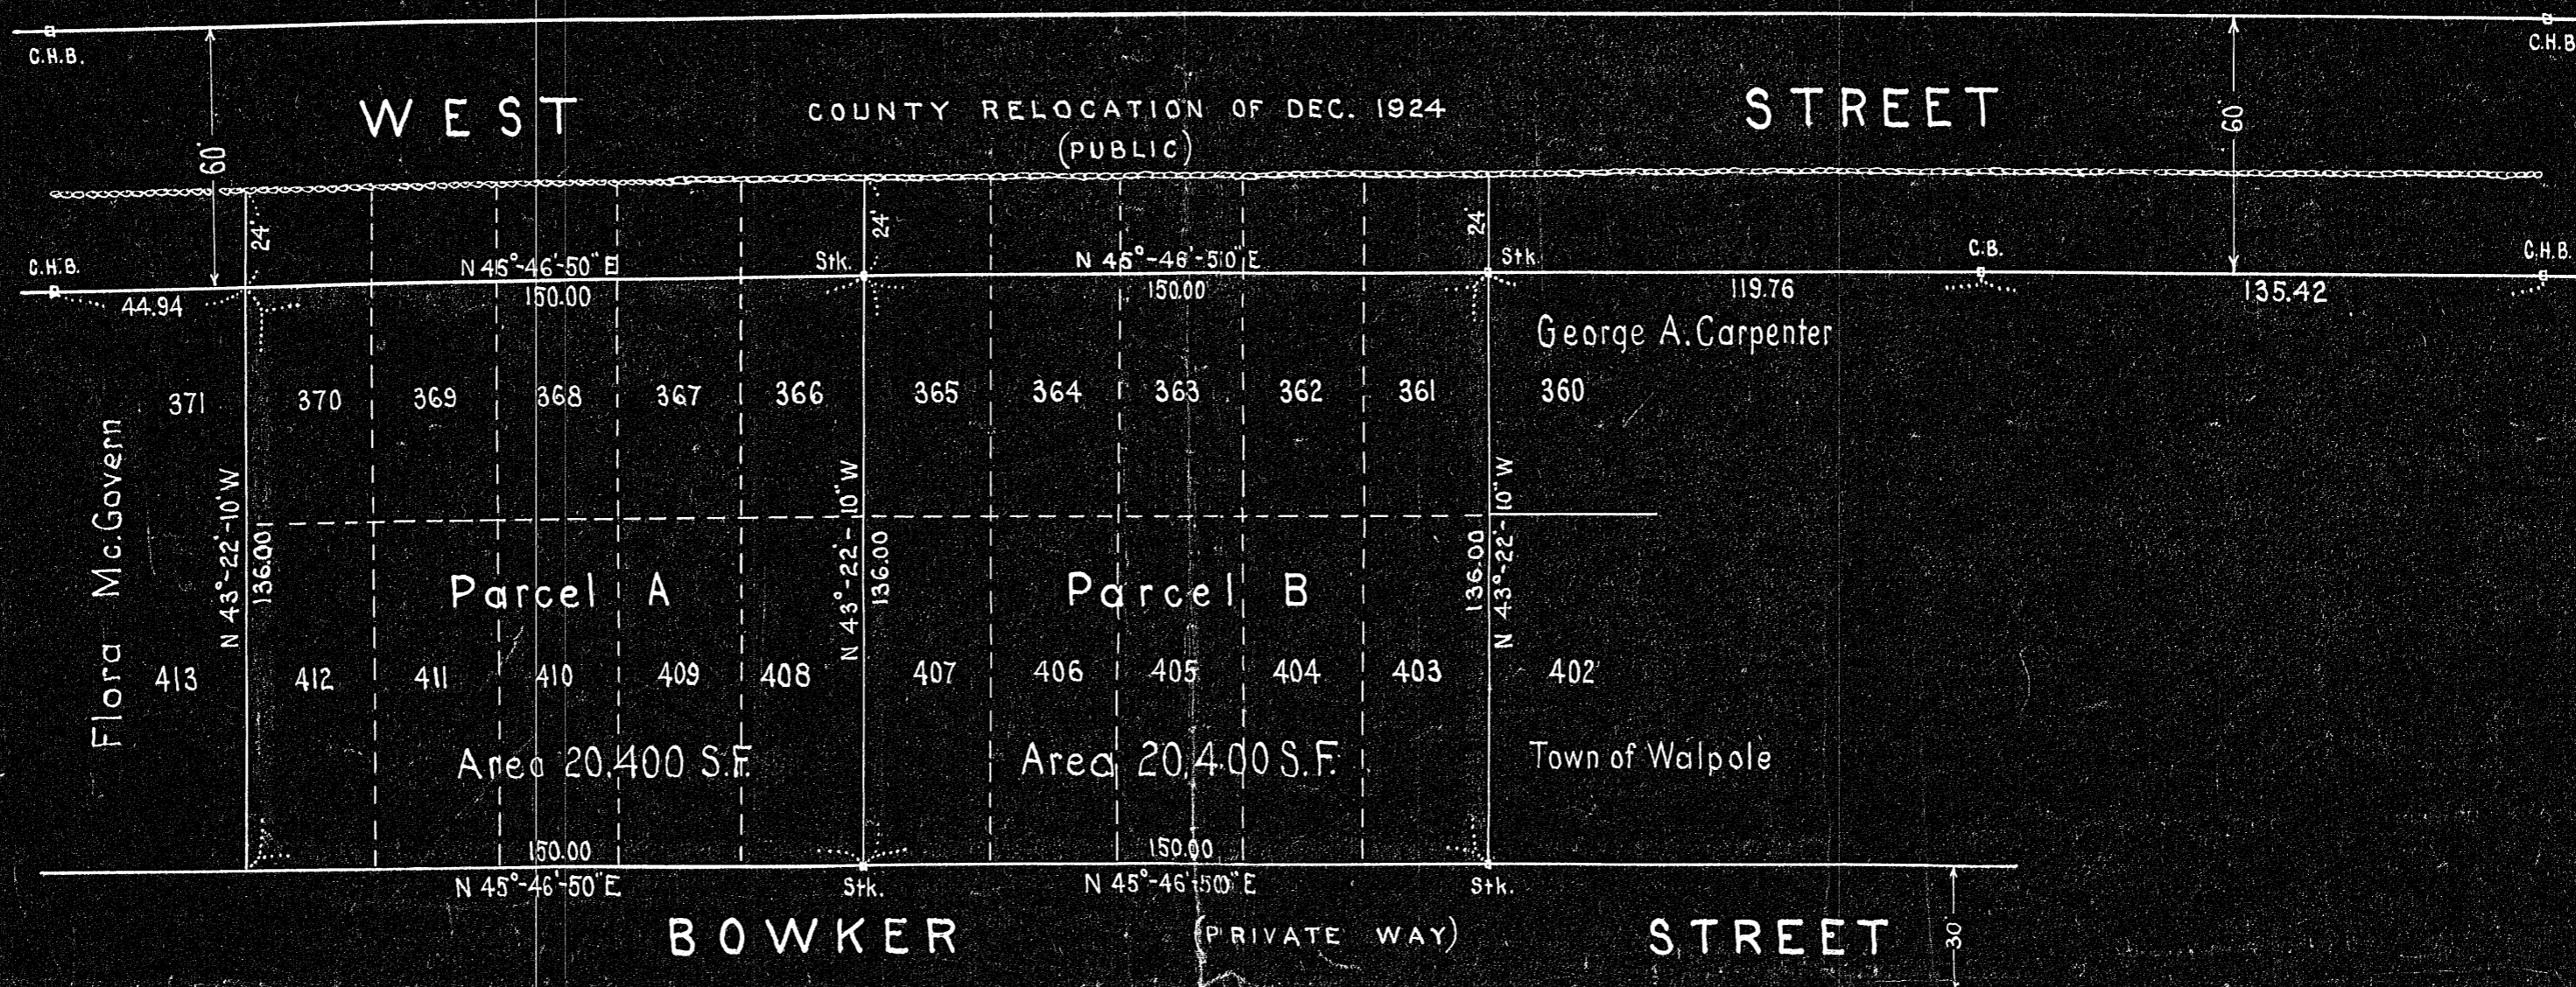 C.H.B.
C.H.B
WEST STREET
COUNTY RELOCATION OF DEC. 1924
(PUBLIC)
60'
60'
24'
24'
24'
C.H.B.
N 45°-46'-50" E
Stk.
N 45°-46'-50" E
Stk.
C.B.
C.H.B.
44.94
150.00
150.00
119.76
135.42
George A. Carpenter
371 370 369 368 367 366 365 364 363 362 361 360
Flora Mc.Govern
N 43°-22'-10" W
136.00
N 43°-22'-10" W
136.00
136.00
N 43°-22'-10" W
Parcel A
Parcel B
413 412 411 410 409 408 407 406 405 404 403 402
Area 20,400 S.F.
Area 20,400 S.F.
Town of Walpole
150.00
150.00
N 45°-46'-50" E
Stk.
N 45°-46'-50" E
Stk.
BOWKER (PRIVATE WAY) STREET
30'